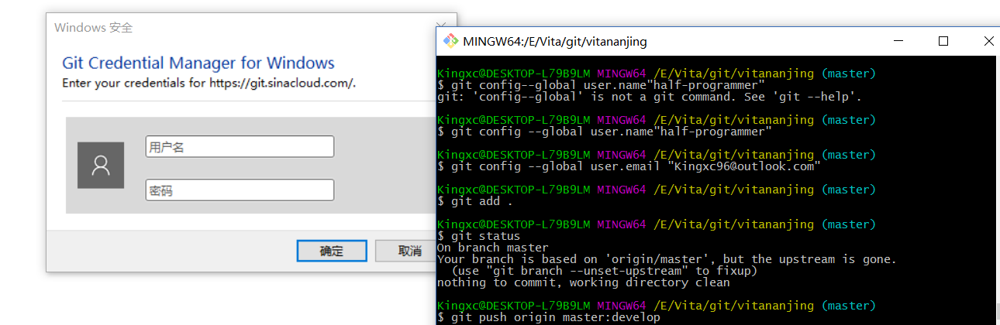 Windows 安全
Git Credential Manager for Windows
Enter your credentials for https://git.sinacloud.com/.
用户名
密码
确定
取消
MINGW64:/E/Vita/git/vitananjing
Kingxc@DESKTOP-L79B9LM MINGW64 /E/Vita/git/vitananjing (master)
$ git config--global user.name"half-programmer"
git: 'config--global' is not a git command. See 'git --help'.
Kingxc@DESKTOP-L79B9LM MINGW64 /E/Vita/git/vitananjing (master)
$ git config --global user.name"half-programmer"
Kingxc@DESKTOP-L79B9LM MINGW64 /E/Vita/git/vitananjing (master)
$ git config --global user.email "Kingxc96@outlook.com"
Kingxc@DESKTOP-L79B9LM MINGW64 /E/Vita/git/vitananjing (master)
$ git add .
Kingxc@DESKTOP-L79B9LM MINGW64 /E/Vita/git/vitananjing (master)
$ git status
On branch master
Your branch is based on 'origin/master', but the upstream is gone.
  (use "git branch --unset-upstream" to fixup)
nothing to commit, working directory clean
Kingxc@DESKTOP-L79B9LM MINGW64 /E/Vita/git/vitananjing (master)
$ git push origin master:develop